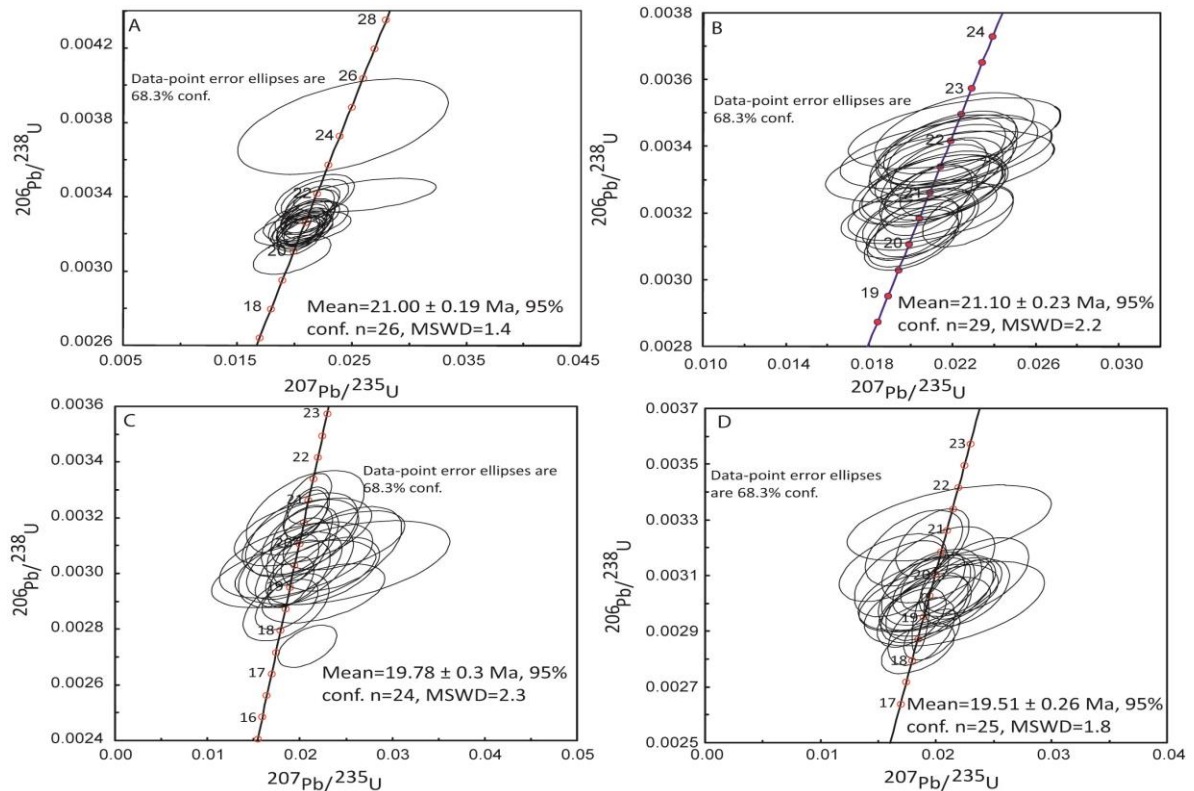 A
0.0042
0.0038
0.0034
0.0030
0.0026
28
26
24
22
20
18
Data-point error ellipses are
68.3% conf.
Mean=21.00 ± 0.19 Ma, 95%
conf. n=26, MSWD=1.4
0.005 0.015 0.025 0.035 0.045
207Pb/235U
206Pb/238U
B
0.0038
0.0036
0.0034
0.0032
0.0030
0.0028
24
23
22
21
20
19
Data-point error ellipses are
68.3% conf.
Mean=21.10 ± 0.23 Ma, 95%
conf. n=29, MSWD=2.2
0.010 0.014 0.018 0.022 0.026 0.030
207Pb/235U
206Pb/238U
C
0.0036
0.0034
0.0032
0.0030
0.0028
0.0026
0.0024
23
22
21
20
19
18
17
16
Data-point error ellipses are
68.3% conf.
Mean=19.78 ± 0.3 Ma, 95%
conf. n=24, MSWD=2.3
0.00 0.01 0.02 0.03 0.04 0.05
207Pb/235U
206Pb/238U
D
0.0037
0.0035
0.0033
0.0031
0.0029
0.0027
0.0025
23
22
21
20
19
18
17
Data-point error ellipses
are 68.3% conf.
Mean=19.51 ± 0.26 Ma, 95%
conf. n=25, MSWD=1.8
0.00 0.01 0.02 0.03 0.04
207Pb/235U
206Pb/238U